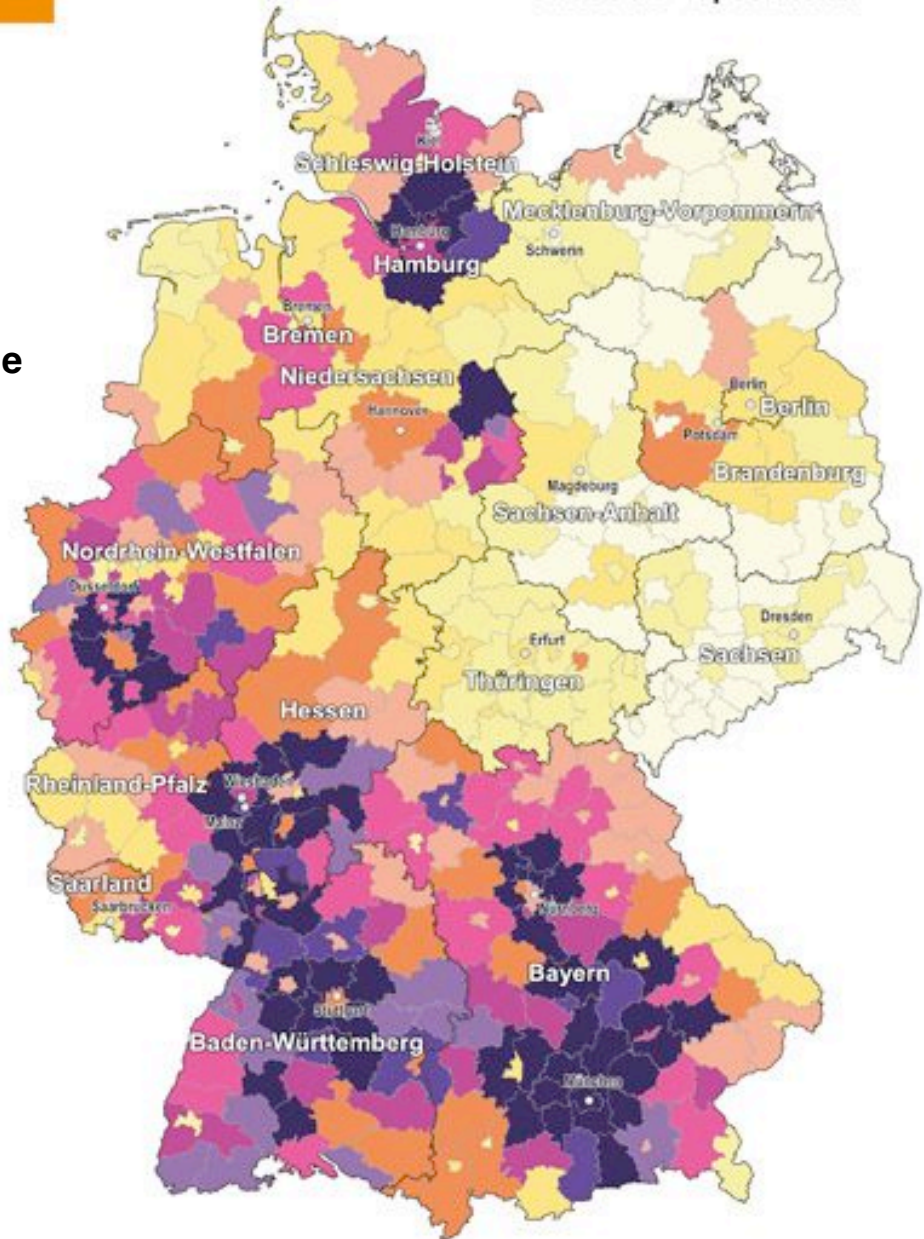 Kiel
Schleswig-Holstein
Mecklenburg-Vorpommern
Hamburg
Schwerin
Hamburg
Bremen
Bremen
e
Niedersachsen
Berlin
Berlin
Hannover
Potsdam
Brandenburg
Magdeburg
Sachsen-Anhalt
Nordrhein-Westfalen
Düsseldorf
Dresden
Erfurt
Sachsen
Thüringen
Hessen
Rheinland-Pfalz
Wiesbaden
Mainz
Saarland
Saarbrücken
Nürnberg
Bayern
Stuttgart
Baden-Württemberg
München